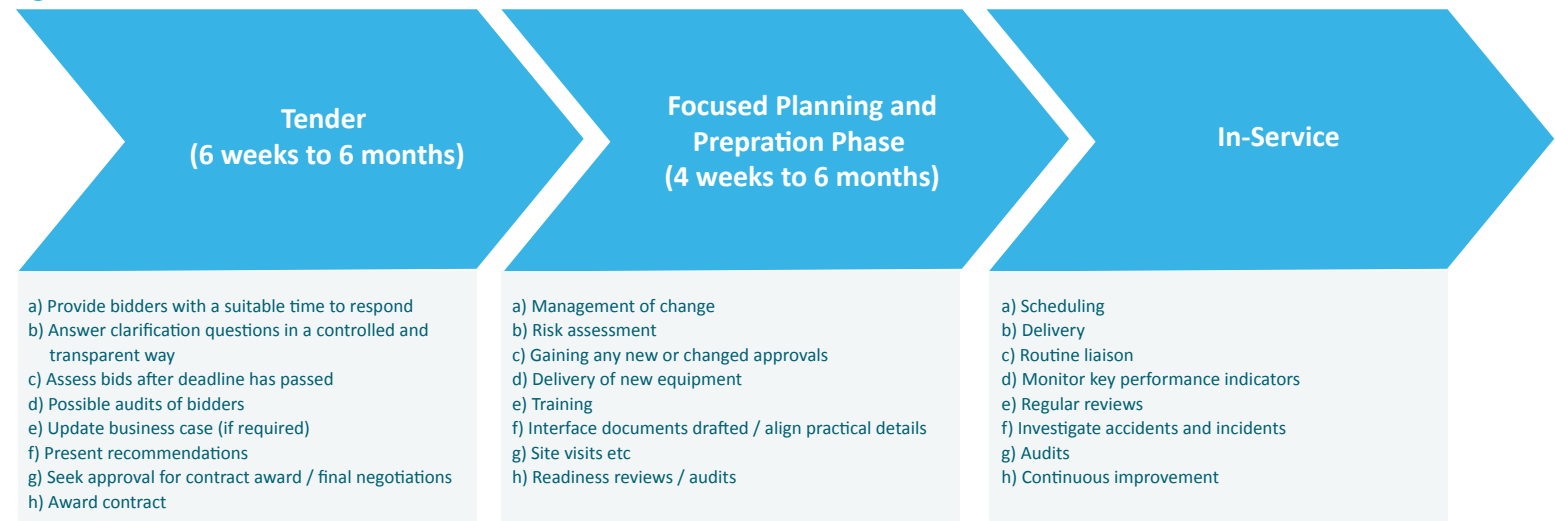 Tender
(6 weeks to 6 months)
Focused Planning and
Prepration Phase
(4 weeks to 6 months)
In-Service
a) Provide bidders with a suitable time to respond
b) Answer clarification questions in a controlled and
transparent way
c) Assess bids after deadline has passed
d) Possible audits of bidders
e) Update business case (if required)
f) Present recommendations
g) Seek approval for contract award / final negotiations
h) Award contract
a) Management of change
b) Risk assessment
c) Gaining any new or changed approvals
d) Delivery of new equipment
e) Training
f) Interface documents drafted / align practical details
g) Site visits etc
h) Readiness reviews / audits
a) Scheduling
b) Delivery
c) Routine liaison
d) Monitor key performance indicators
e) Regular reviews
f) Investigate accidents and incidents
g) Audits
h) Continuous improvement